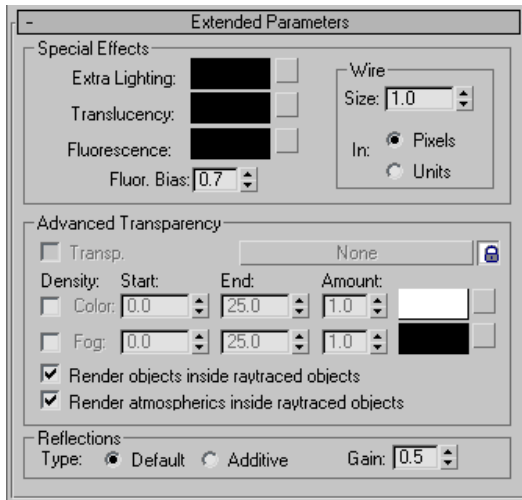 - Extended Parameters
Special Effects
Extra Lighting:
Translucency:
Fluorescence:
Fluor. Bias: 0.7
Wire
Size: 1.0
In: Pixels
Units
Advanced Transparency
Transp. None
Density: Start: End: Amount:
Color: 0.0 25.0 1.0
Fog: 0.0 25.0 1.0
Render objects inside raytraced objects
Render atmospherics inside raytraced objects
Reflections
Type: Default Additive Gain: 0.5